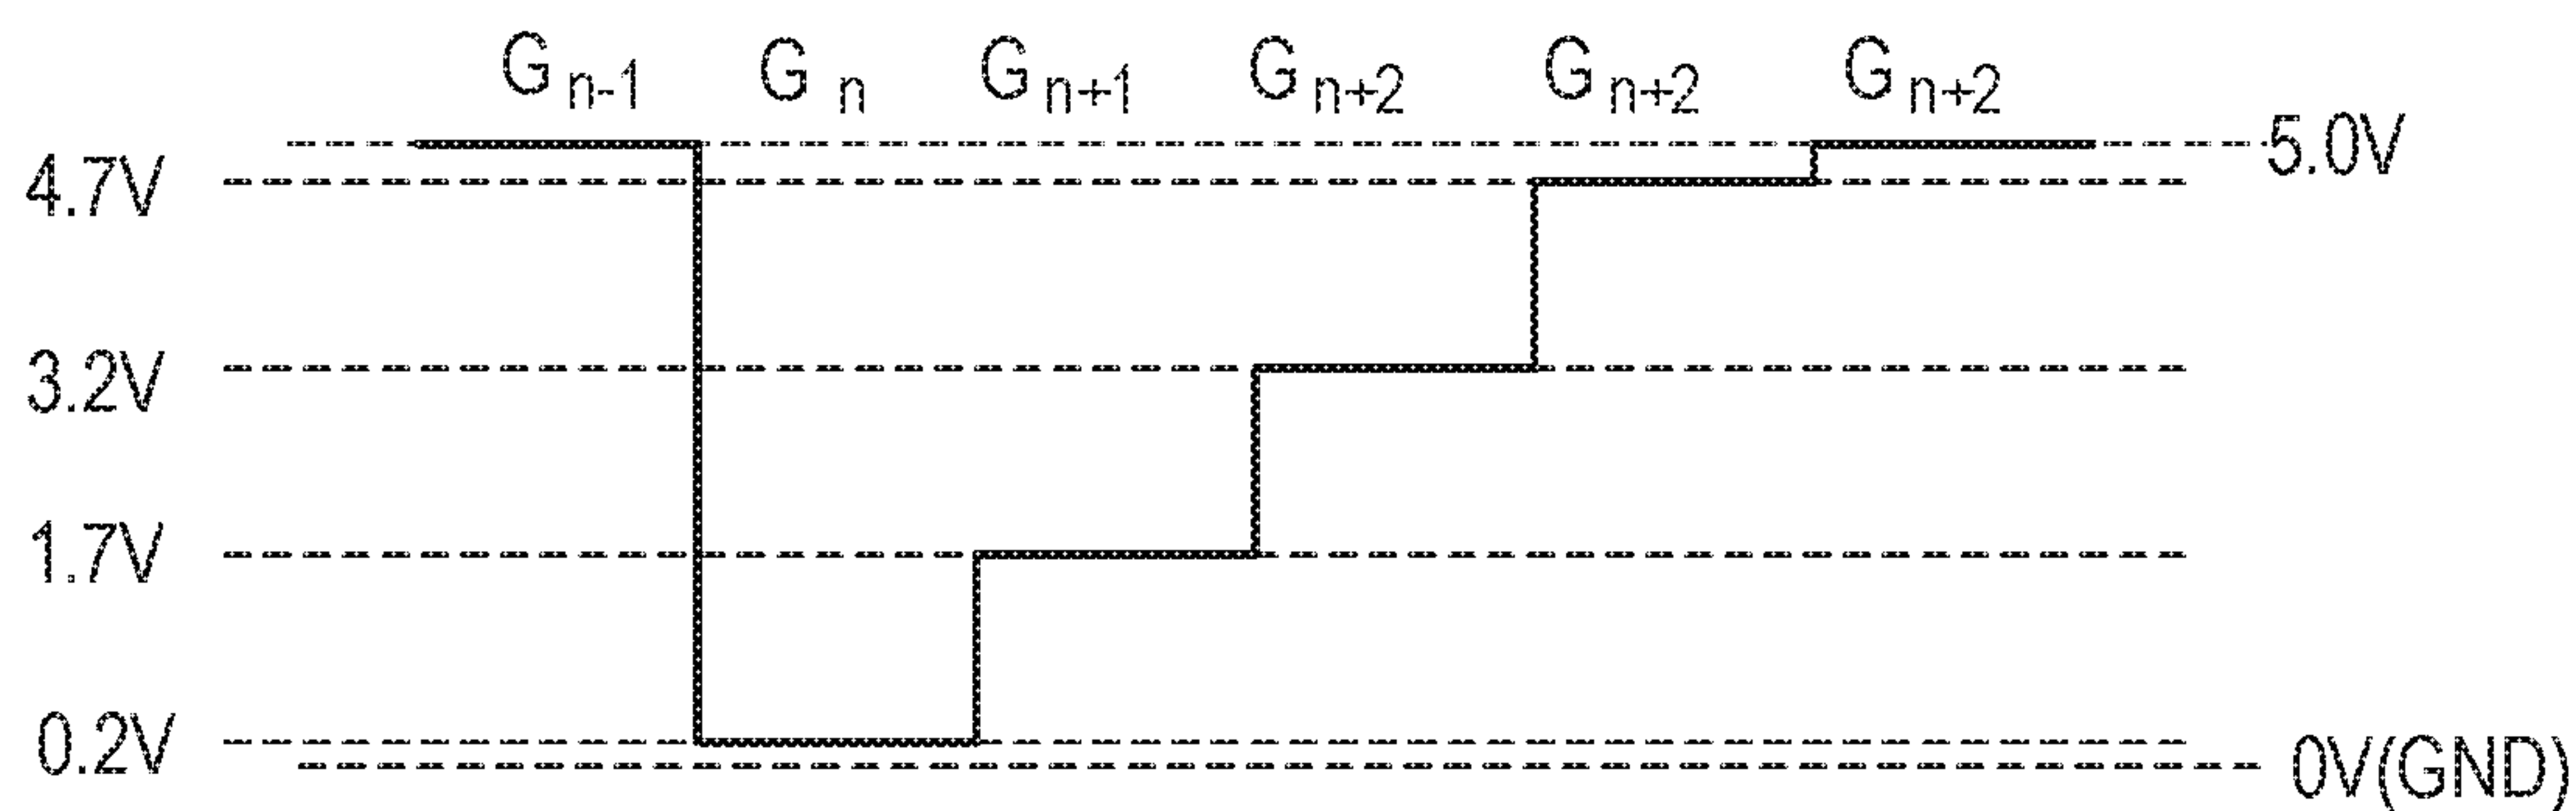 G n-1 G n G n+1 G n+2 G n+2 G n+2
5.0V
4.7V
3.2V
1.7V
0.2V
0V(GND)